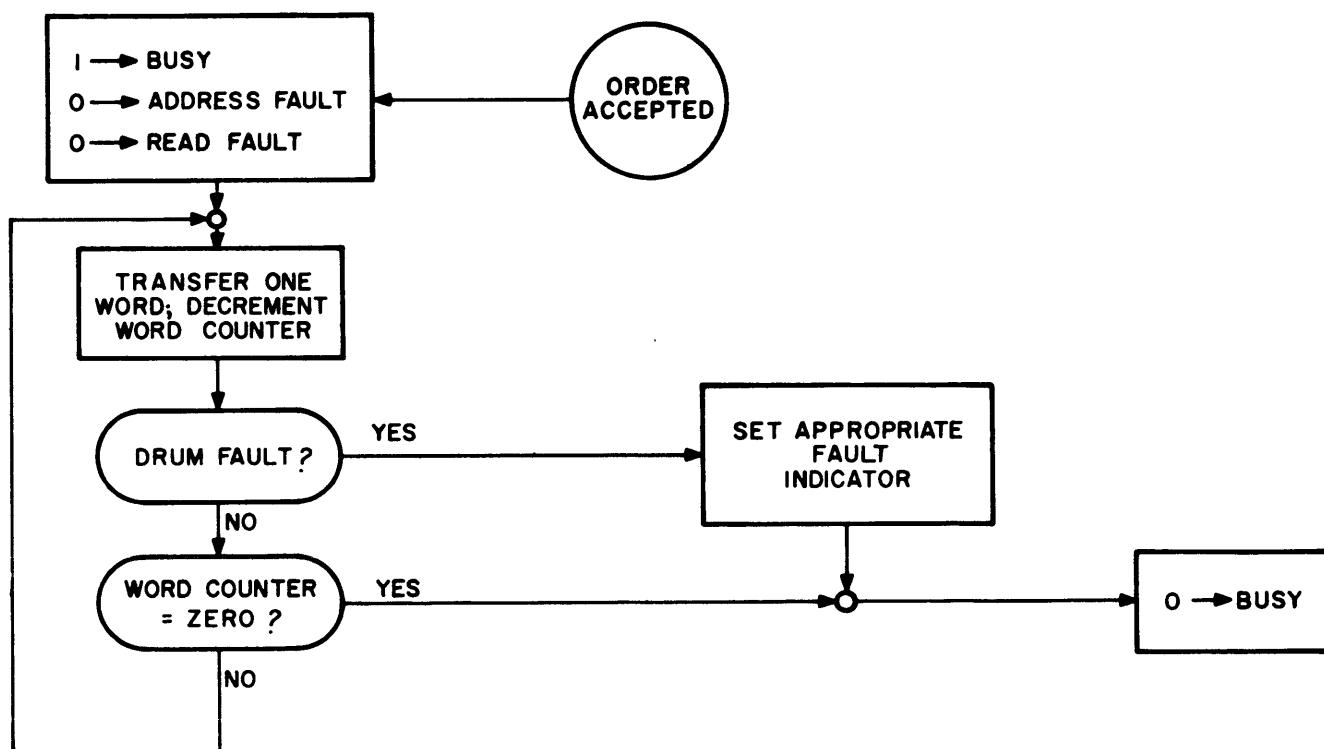 1 → BUSY
0 → ADDRESS FAULT
0 → READ FAULT
ORDER
ACCEPTED
TRANSFER ONE
WORD; DECREMENT
WORD COUNTER
DRUM FAULT?
YES
SET APPROPRIATE
FAULT
INDICATOR
NO
WORD COUNTER
= ZERO ?
YES
0 → BUSY
NO